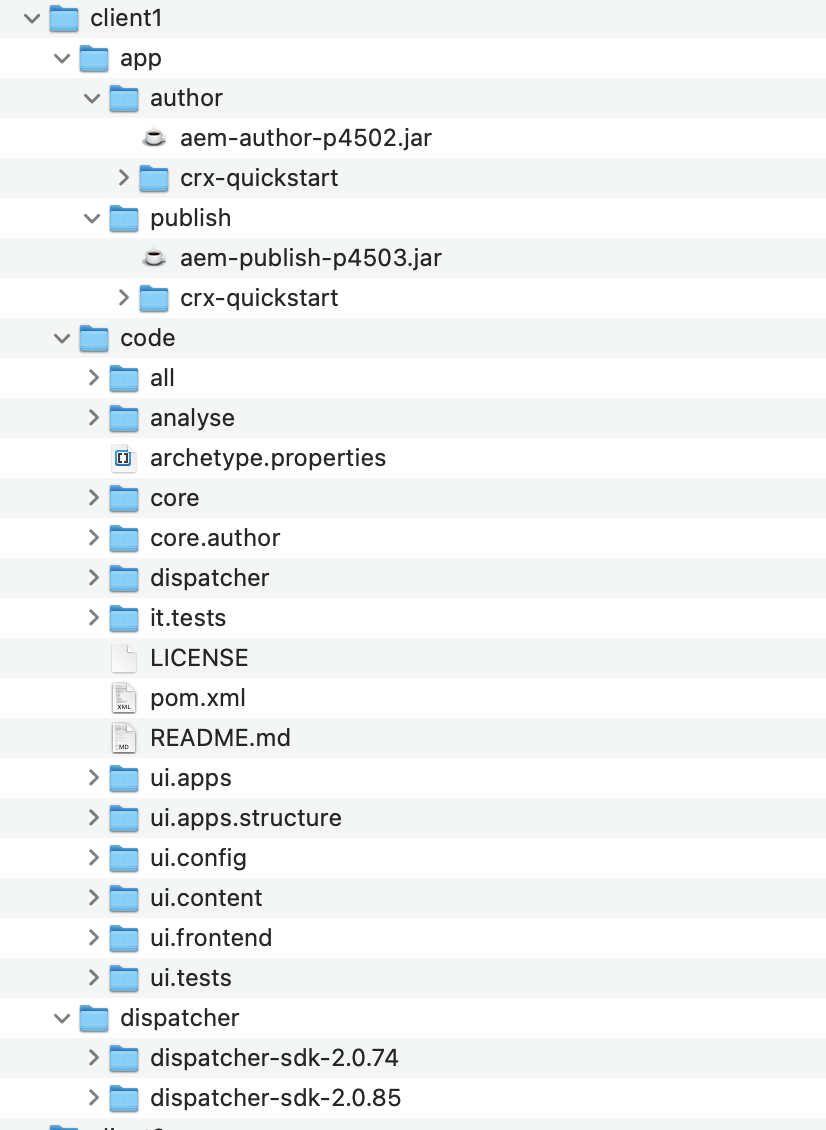 client1
app
author
aem-author-p4502.jar
crx-quickstart
publish
aem-publish-p4503.jar
crx-quickstart
code
all
analyse
archetype.properties
core
core.author
dispatcher
it.tests
LICENSE
XML
pom.xml
.MD
README.md
ui.apps
ui.apps.structure
ui.config
ui.content
ui.frontend
ui.tests
dispatcher
dispatcher-sdk-2.0.74
dispatcher-sdk-2.0.85